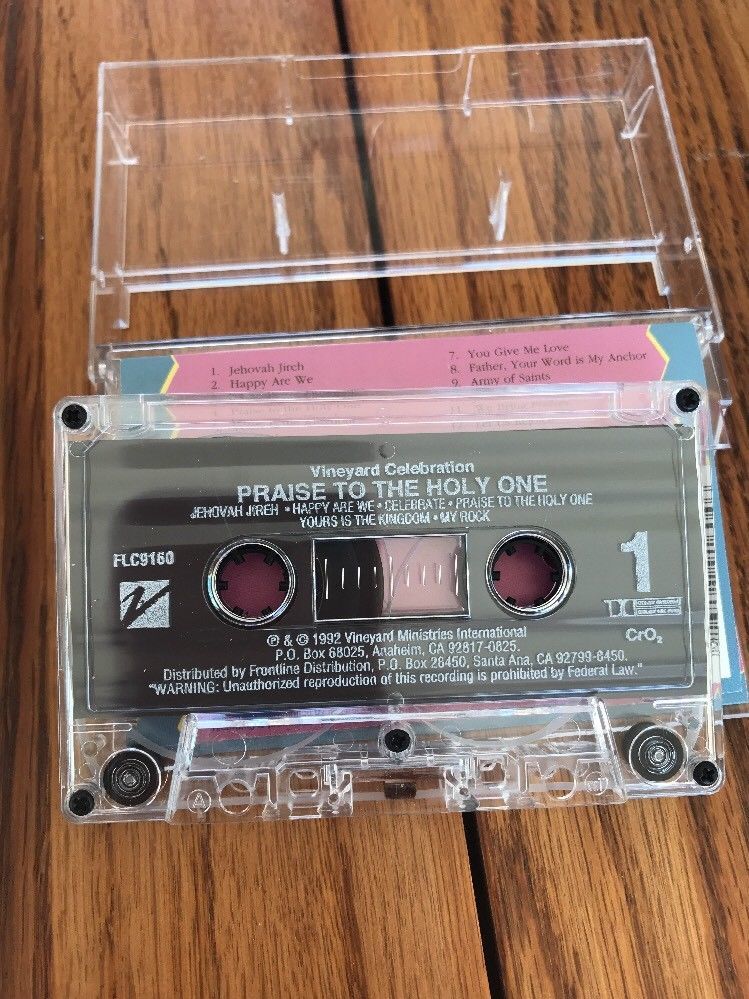 1. Jehovah Jireh
2. Happy Are We
7. You Give Me Love
8. Father, Your Word is My Anchor
9. Army of Saints
Vineyard Celebration
PRAISE TO THE HOLY ONE
JEHOVAH JIREH • HAPPY ARE WE • CELEBRATE • PRAISE TO THE HOLY ONE
YOURS IS THE KINGDOM • MY ROCK
FLC9160
1
CrO₂
℗ & © 1992 Vineyard Ministries International
P.O. Box 68025, Anaheim, CA 92817-0825.
Distributed by Frontline Distribution, P.O. Box 28450, Santa Ana, CA 92799-8450.
"WARNING: Unauthorized reproduction of this recording is prohibited by Federal Law."
A